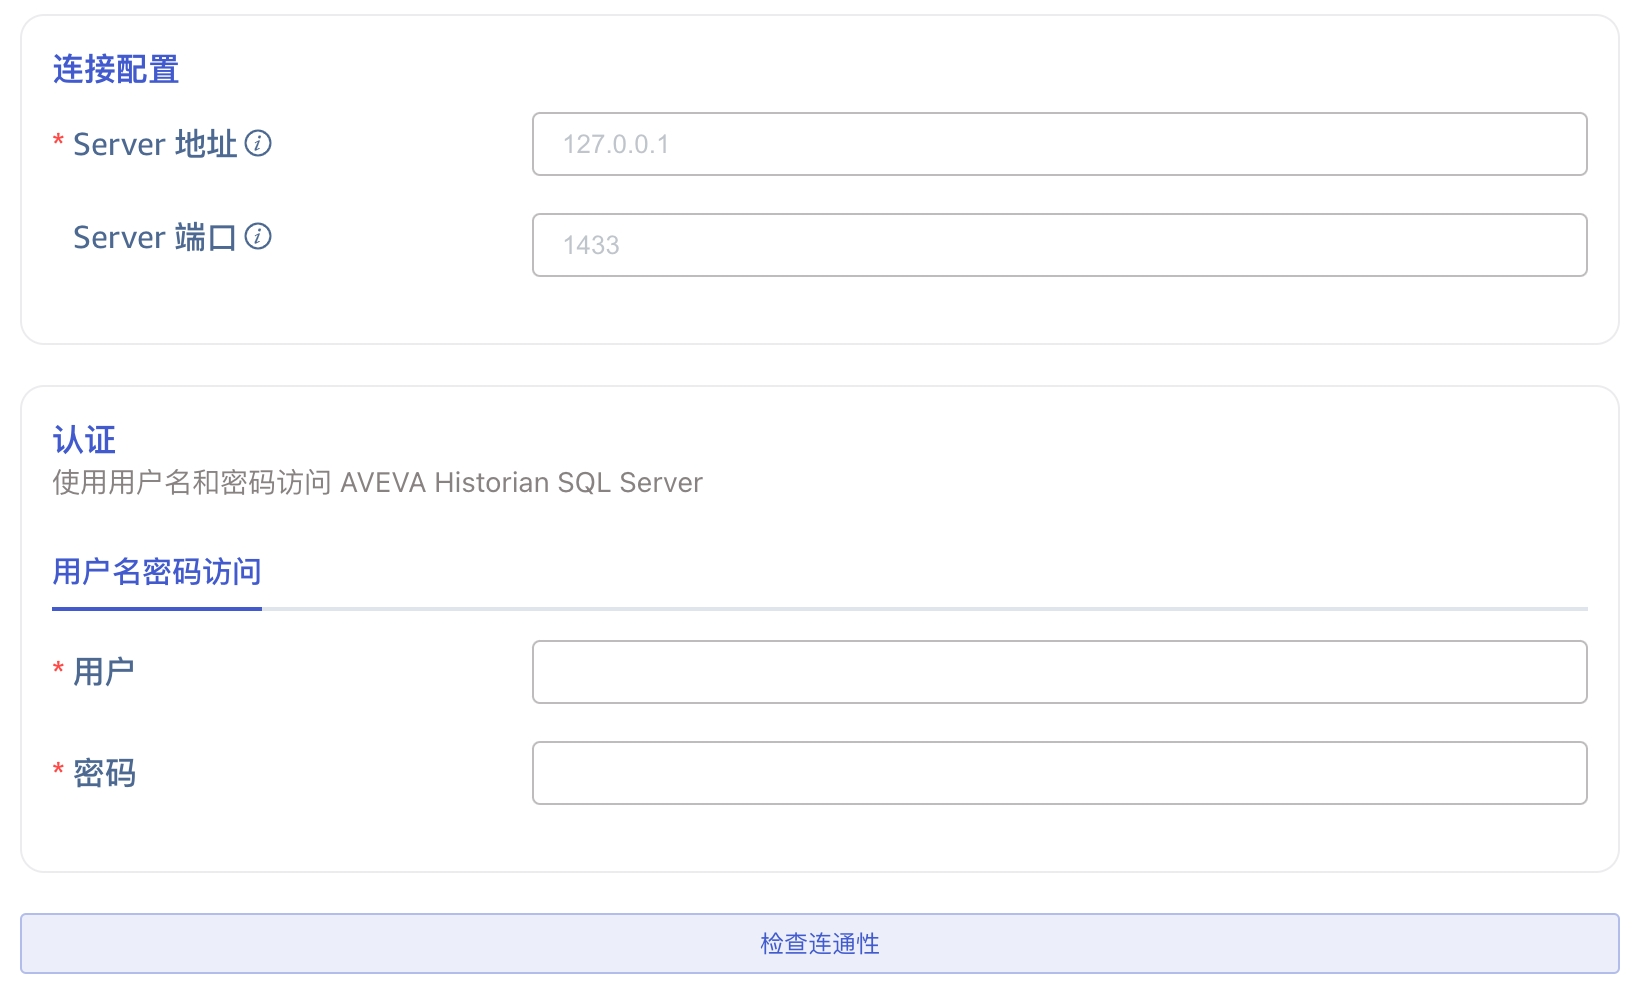 连接配置
* Server 地址
127.0.0.1
Server 端口
1433
认证
使用用户名和密码访问 AVEVA Historian SQL Server
用户名密码访问
* 用户
* 密码
检查连通性